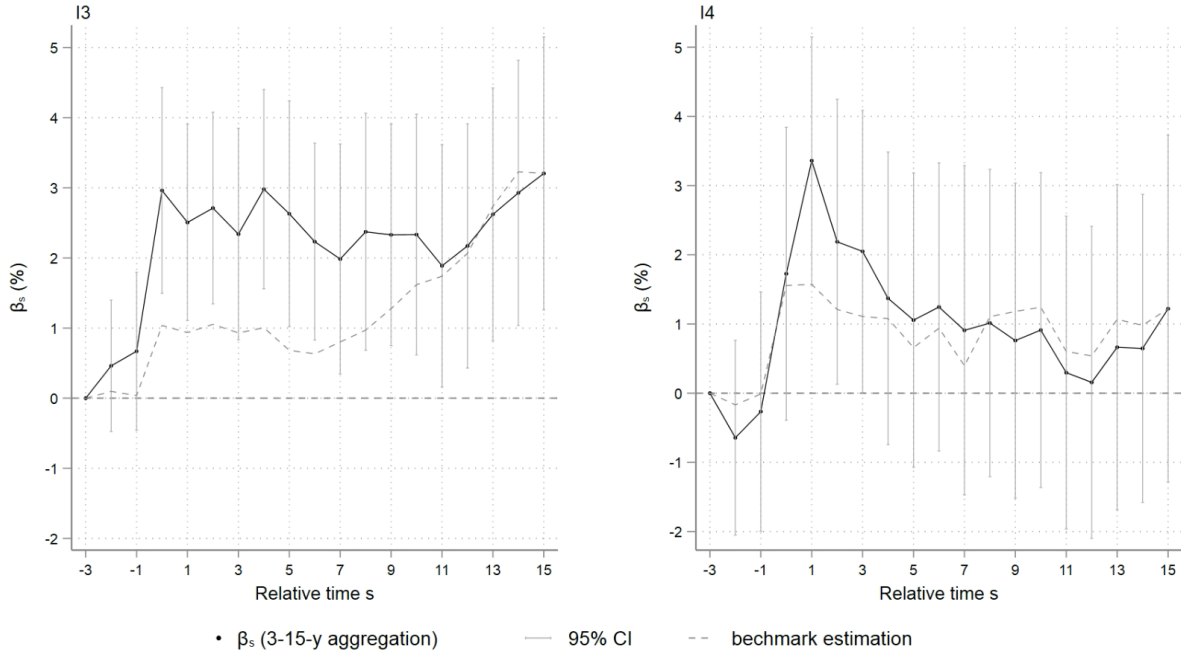 I3
5
4
3
2
1
0
-1
-2
βₛ (%)
-3 -1 1 3 5 7 9 11 13 15
Relative time s
I4
5
4
3
2
1
0
-1
-2
βₛ (%)
-3 -1 1 3 5 7 9 11 13 15
Relative time s
βₛ (3-15-y aggregation) 95% CI bechmark estimation